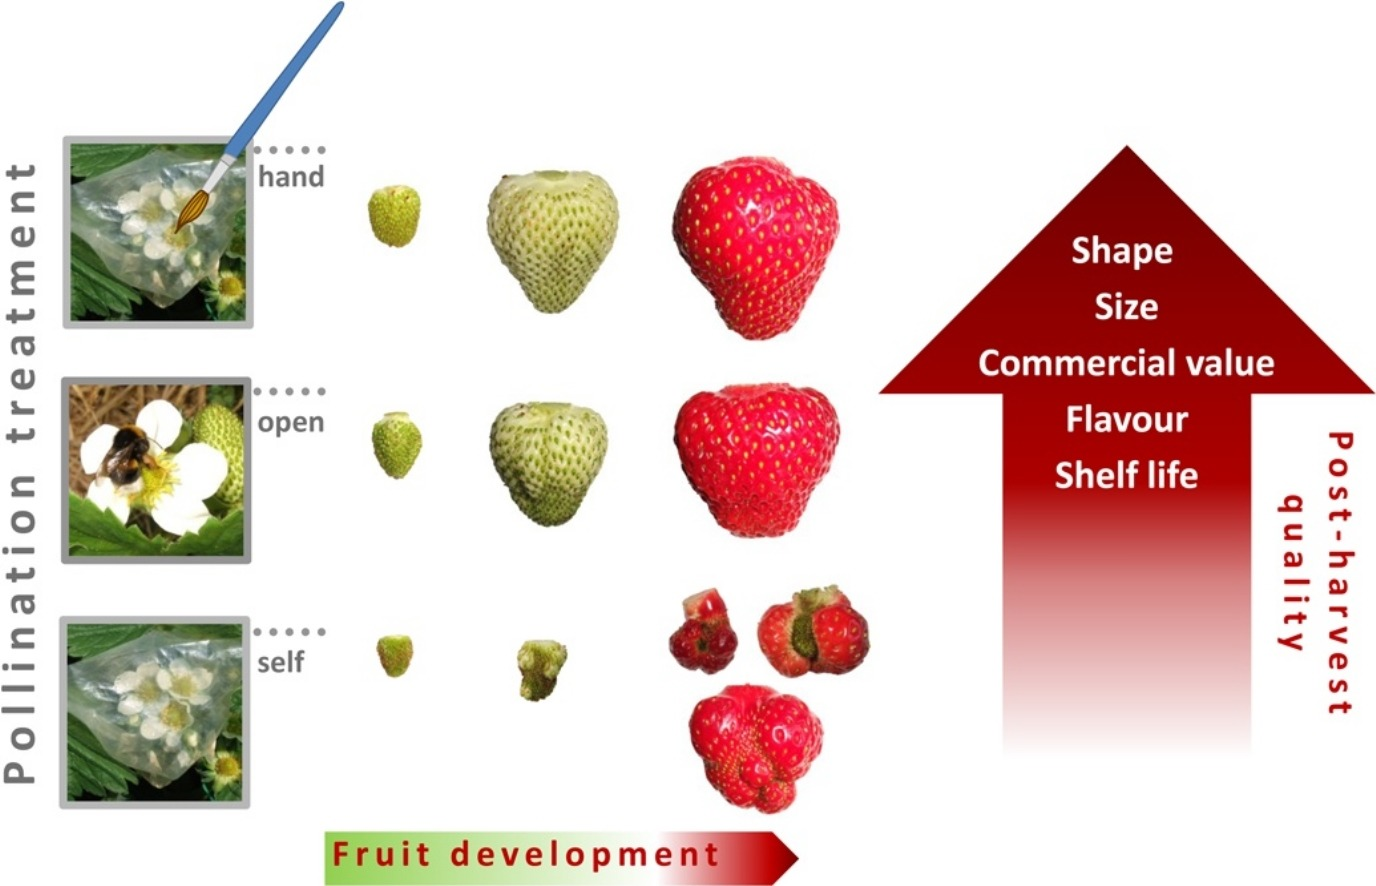 Pollination treatment
hand
open
self
Fruit development
Shape
Size
Commercial value
Flavour
Shelf life
Post-harvest
quality